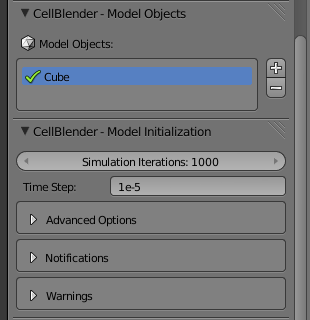 CellBlender - Model Objects
Model Objects:
Cube
CellBlender - Model Initialization
Simulation Iterations: 1000
Time Step: 1e-5
Advanced Options
Notifications
Warnings